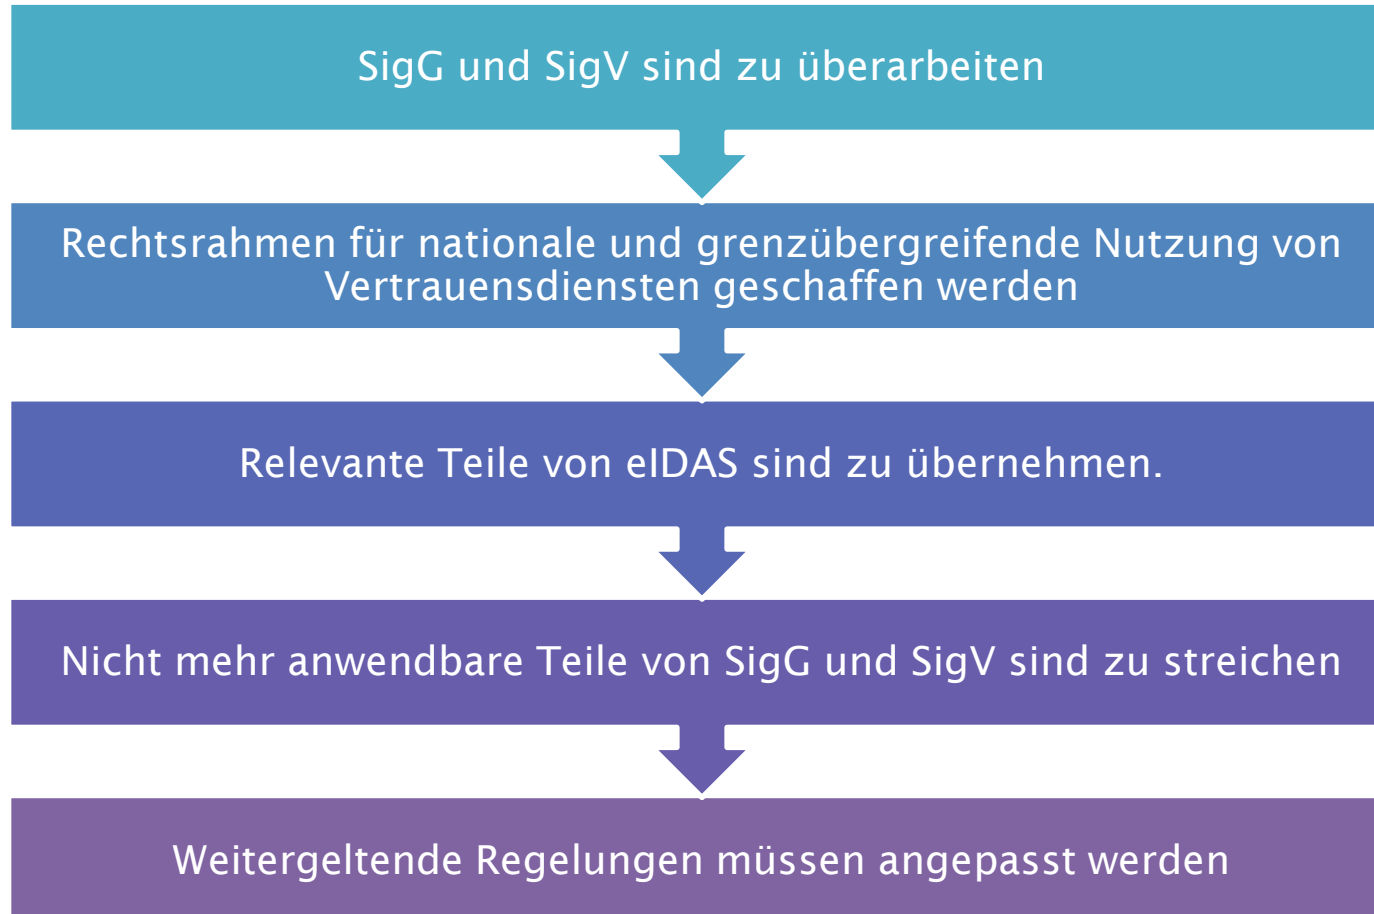 SigG und SigV sind zu überarbeiten
Rechtsrahmen für nationale und grenzübergreifende Nutzung von
Vertrauensdiensten geschaffen werden
Relevante Teile von eIDAS sind zu übernehmen.
Nicht mehr anwendbare Teile von SigG und SigV sind zu streichen
Weitergeltende Regelungen müssen angepasst werden